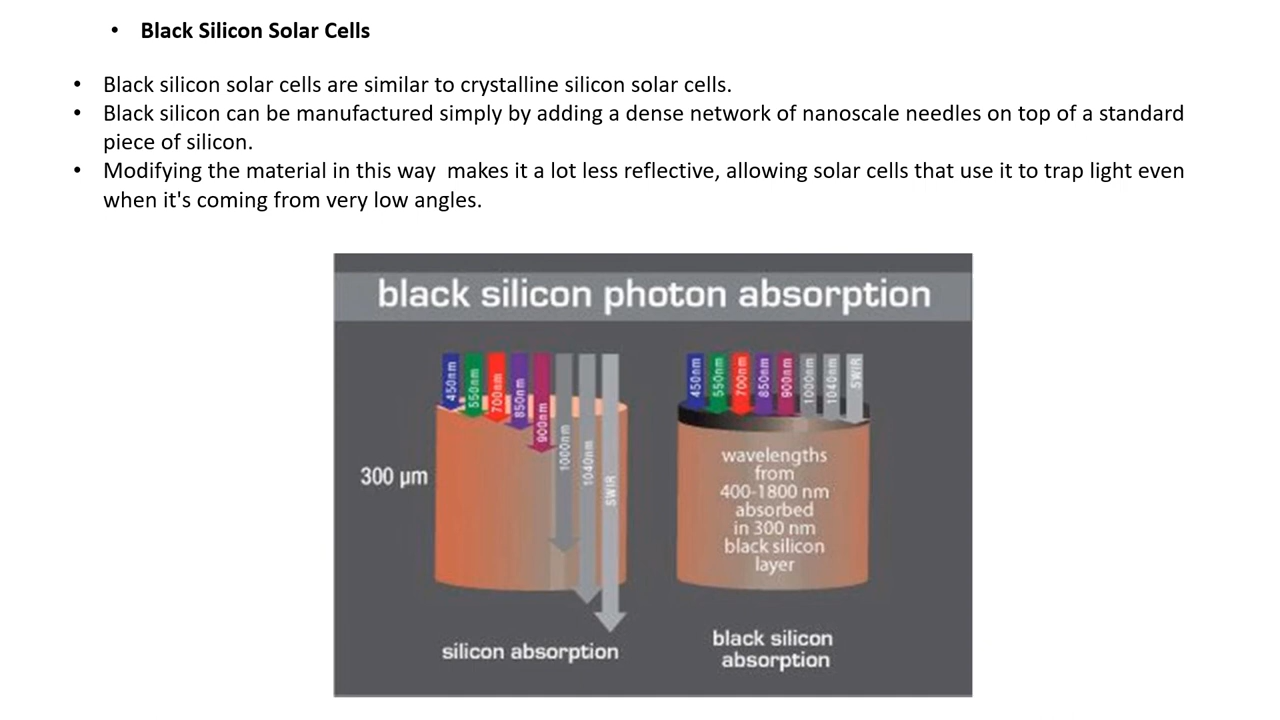 • Black Silicon Solar Cells
• Black silicon solar cells are similar to crystalline silicon solar cells.
• Black silicon can be manufactured simply by adding a dense network of nanoscale needles on top of a standard
piece of silicon.
• Modifying the material in this way  makes it a lot less reflective, allowing solar cells that use it to trap light even
when it's coming from very low angles.
black silicon photon absorption
450nm
550nm
700nm
850nm
900nm
1000nm
1040nm
SWIR
300 µm
silicon absorption
450nm
550nm
700nm
850nm
900nm
1000nm
1040nm
SWIR
wavelengths
from
400-1800 nm
absorbed
in 300 nm
black silicon
layer
black silicon
absorption